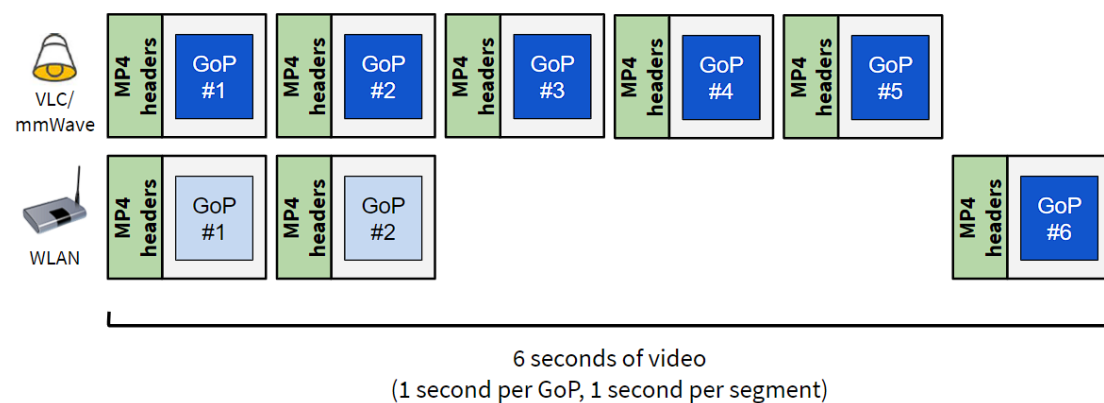 VLC/
mmWave
MP4
headers
GoP
#1
MP4
headers
GoP
#2
MP4
headers
GoP
#3
MP4
headers
GoP
#4
MP4
headers
GoP
#5
WLAN
MP4
headers
GoP
#1
MP4
headers
GoP
#2
MP4
headers
GoP
#6
6 seconds of video
(1 second per GoP, 1 second per segment)